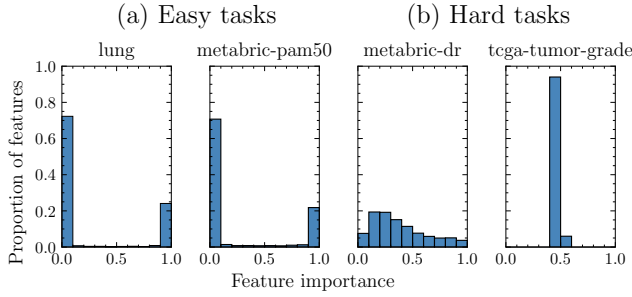 (a) Easy tasks
(b) Hard tasks
lung
metabric-pam50
metabric-dr
tcga-tumor-grade
Proportion of features
1.0
0.8
0.6
0.4
0.2
0.0
0.0 0.5 1.0
0.0 0.5 1.0
0.0 0.5 1.0
0.0 0.5 1.0
Feature importance